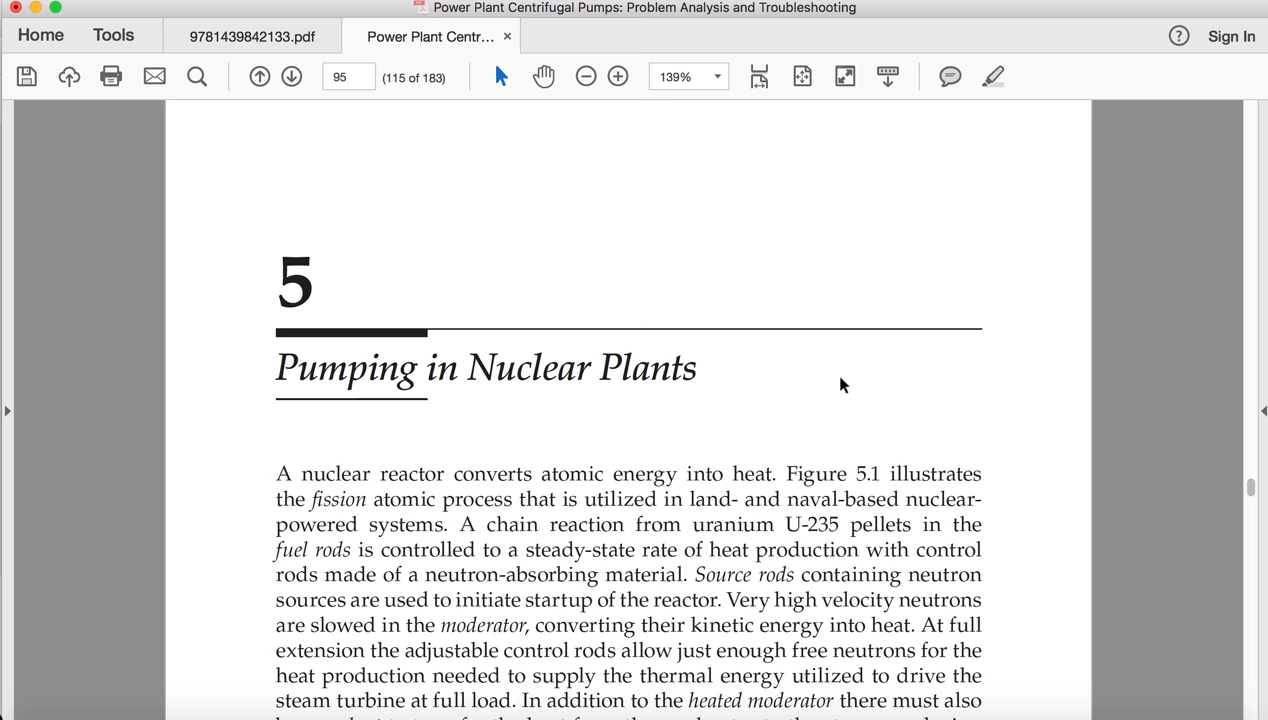 Power Plant Centrifugal Pumps: Problem Analysis and Troubleshooting
Home Tools 9781439842133.pdf Power Plant Centr... × ? Sign In
95 (115 of 183) 139%
5
Pumping in Nuclear Plants
A nuclear reactor converts atomic energy into heat. Figure 5.1 illustrates
the fission atomic process that is utilized in land- and naval-based nuclear-
powered systems. A chain reaction from uranium U-235 pellets in the
fuel rods is controlled to a steady-state rate of heat production with control
rods made of a neutron-absorbing material. Source rods containing neutron
sources are used to initiate startup of the reactor. Very high velocity neutrons
are slowed in the moderator, converting their kinetic energy into heat. At full
extension the adjustable control rods allow just enough free neutrons for the
heat production needed to supply the thermal energy utilized to drive the
steam turbine at full load. In addition to the heated moderator there must also